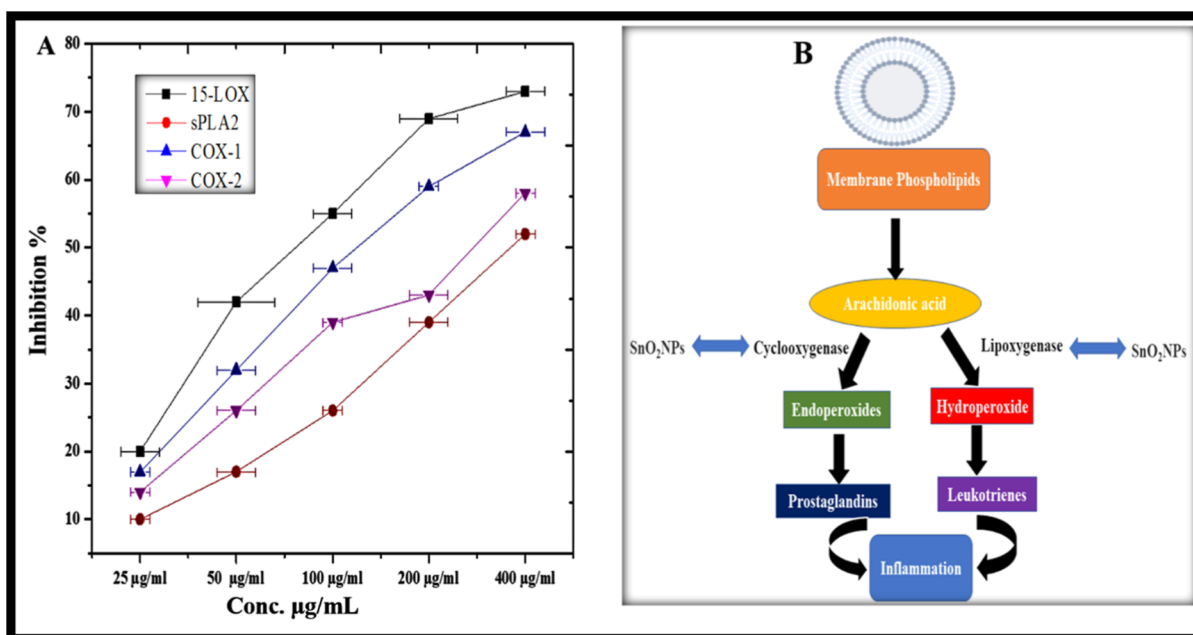 A
80
70
60
50
40
30
20
10
Inhibition %
15-LOX
sPLA2
COX-1
COX-2
25 µg/ml
50 µg/ml
100 µg/ml
200 µg/ml
400 µg/ml
Conc. µg/mL
B
Membrane Phospholipids
Arachidonic acid
SnO₂NPs
Cyclooxygenase
Lipoxygenase
SnO₂NPs
Endoperoxides
Hydroperoxide
Prostaglandins
Leukotrienes
Inflammation